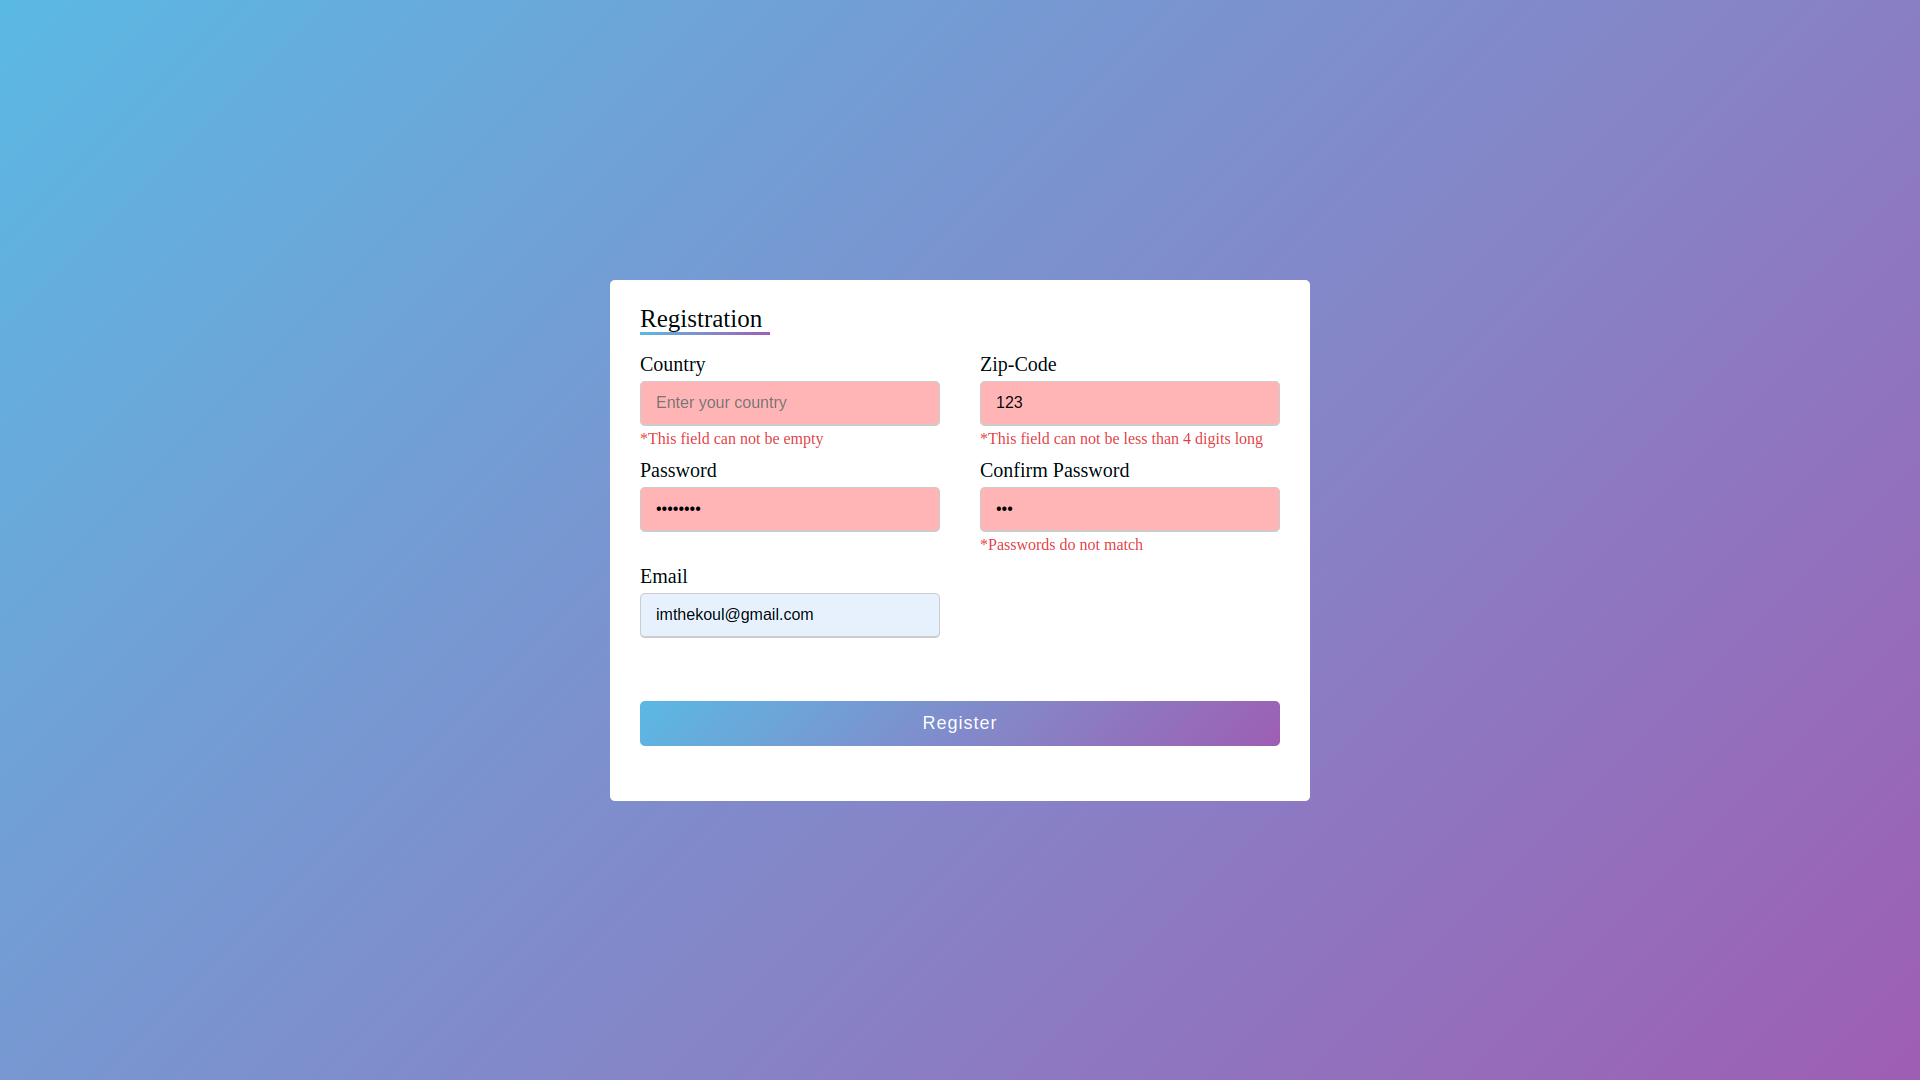 Registration
Country
Zip-Code
Enter your country
123
*This field can not be empty
*This field can not be less than 4 digits long
Password
Confirm Password
••••••••
•••
*Passwords do not match
Email
imthekoul@gmail.com
Register